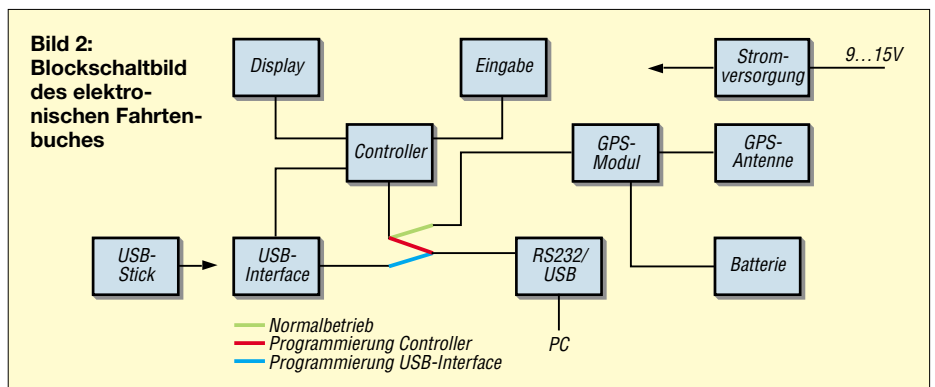 Bild 2:
Blockschaltbild
des elektro-
nischen Fahrten-
buches
Display
Eingabe
Strom-
versorgung
9...15V
Controller
GPS-
Modul
GPS-
Antenne
USB-
Stick
USB-
Interface
RS232/
USB
Batterie
Normalbetrieb
Programmierung Controller
Programmierung USB-Interface
PC